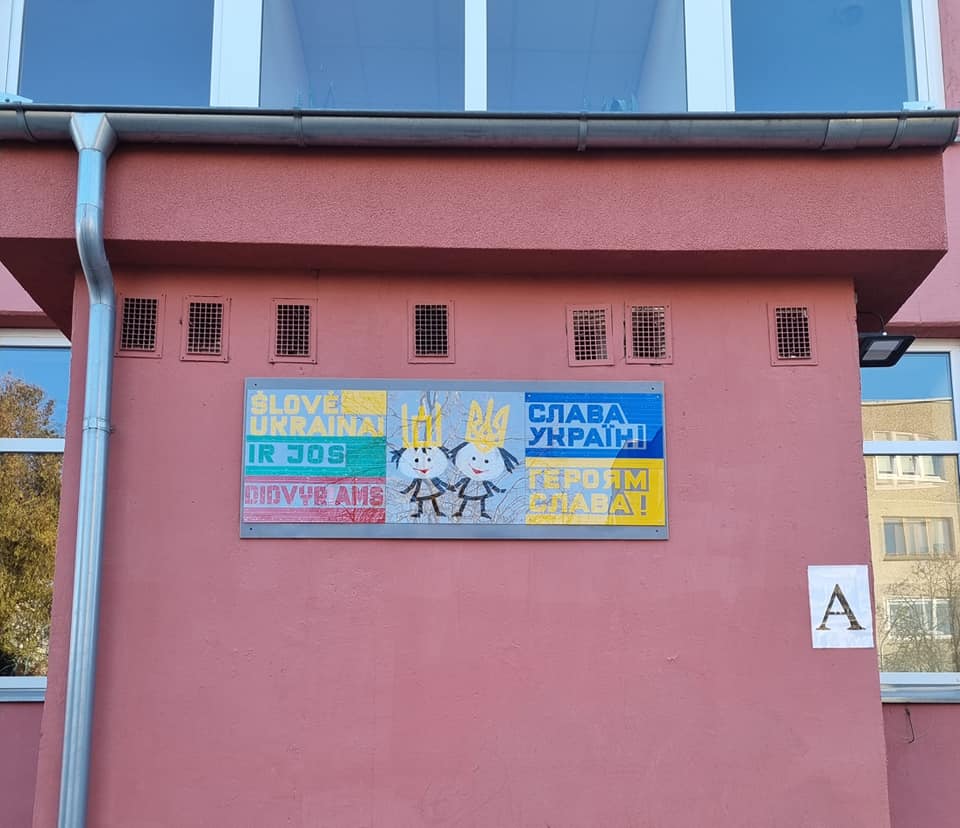 ŠLOVĖ
UKRAINAI
IR JOS
DIDVYRIAMS
СЛАВА
УКРАЇНІ
ГЕРОЯМ
СЛАВА!
A